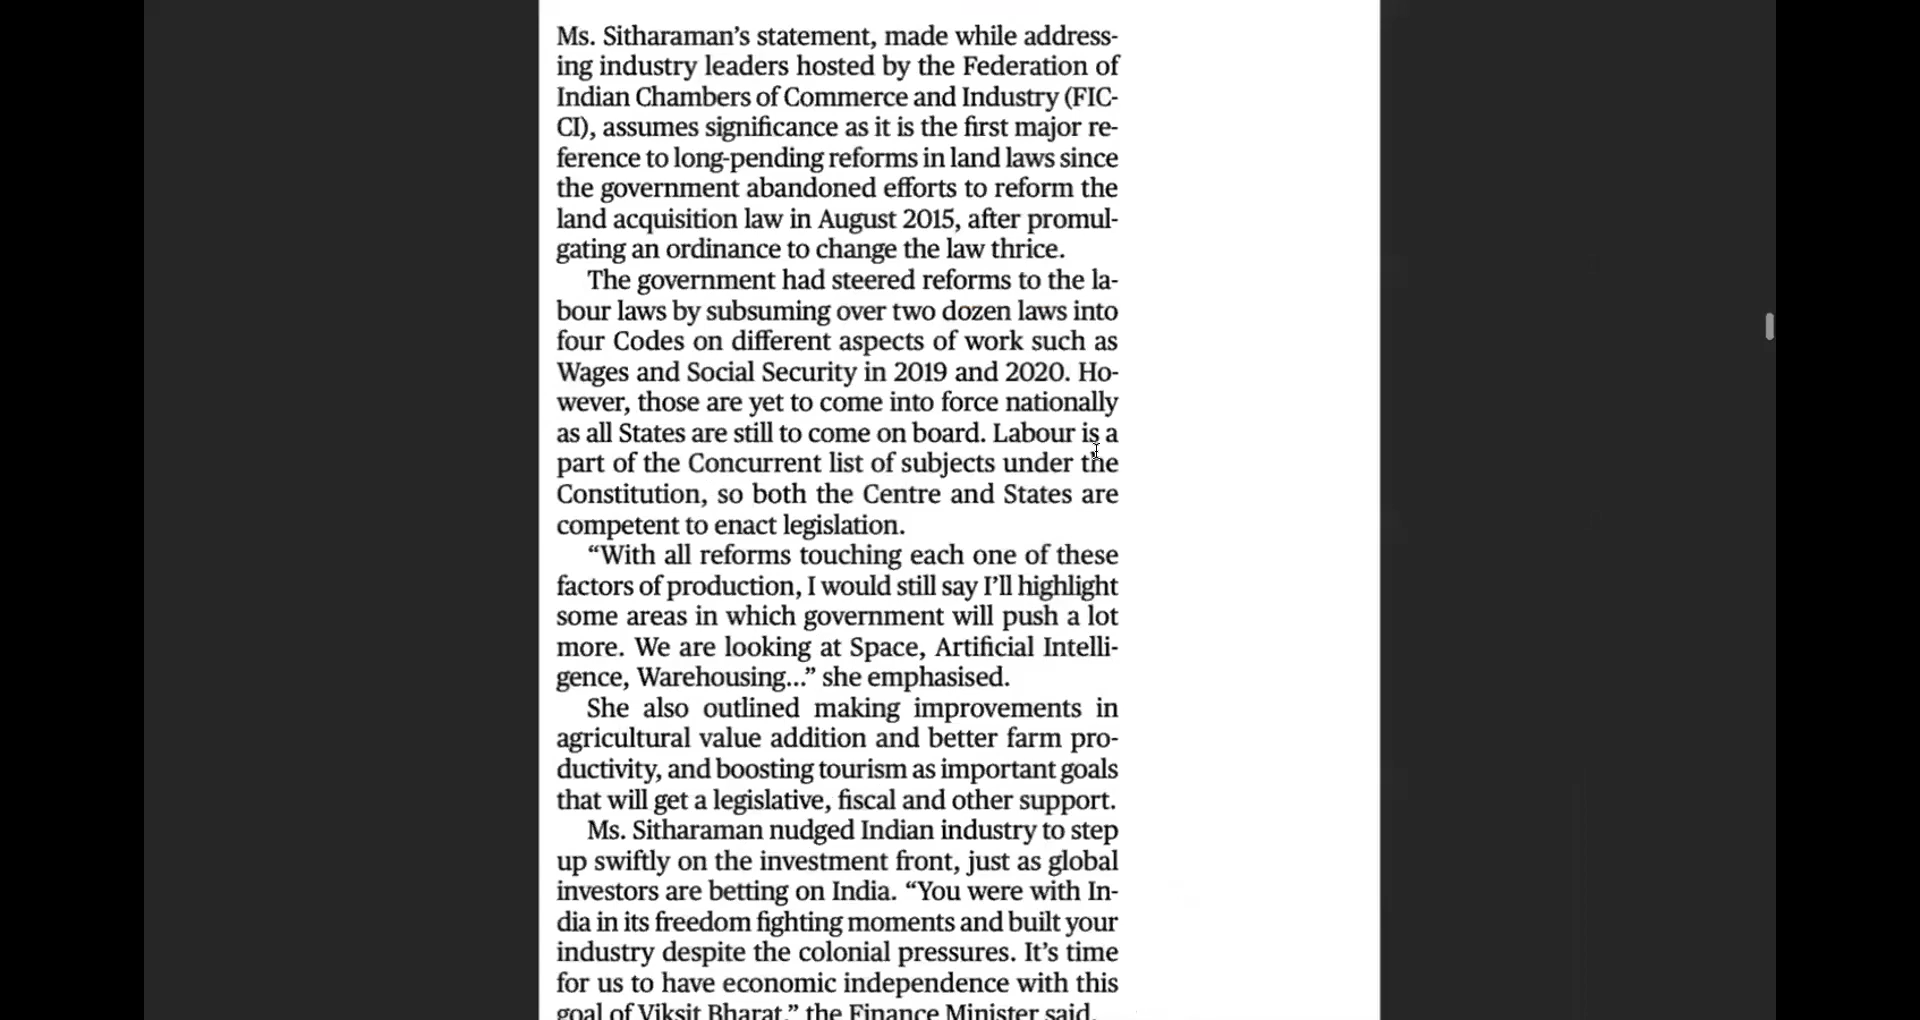 Ms. Sitharaman’s statement, made while address-
ing industry leaders hosted by the Federation of
Indian Chambers of Commerce and Industry (FIC-
CI), assumes significance as it is the first major re-
ference to long-pending reforms in land laws since
the government abandoned efforts to reform the
land acquisition law in August 2015, after promul-
gating an ordinance to change the law thrice.
The government had steered reforms to the la-
bour laws by subsuming over two dozen laws into
four Codes on different aspects of work such as
Wages and Social Security in 2019 and 2020. Ho-
wever, those are yet to come into force nationally
as all States are still to come on board. Labour is a
part of the Concurrent list of subjects under the
Constitution, so both the Centre and States are
competent to enact legislation.
“With all reforms touching each one of these
factors of production, I would still say I’ll highlight
some areas in which government will push a lot
more. We are looking at Space, Artificial Intelli-
gence, Warehousing...” she emphasised.
She also outlined making improvements in
agricultural value addition and better farm pro-
ductivity, and boosting tourism as important goals
that will get a legislative, fiscal and other support.
Ms. Sitharaman nudged Indian industry to step
up swiftly on the investment front, just as global
investors are betting on India. “You were with In-
dia in its freedom fighting moments and built your
industry despite the colonial pressures. It’s time
for us to have economic independence with this
goal of Viksit Bharat,” the Finance Minister said.